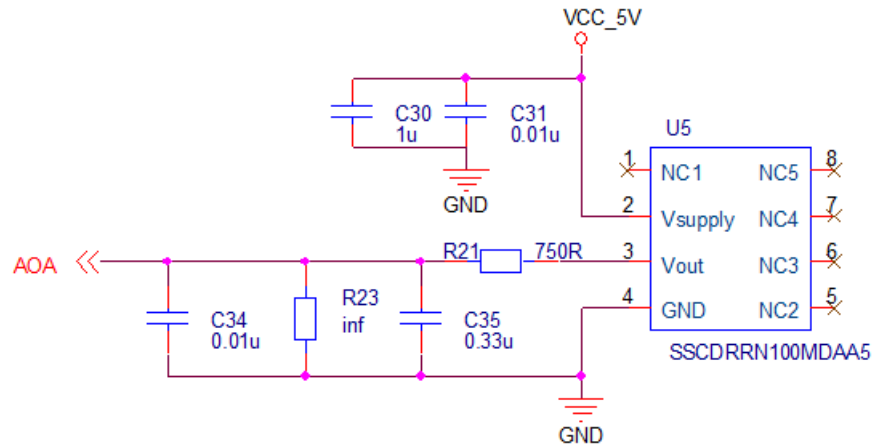 VCC_5V
C30
1u
C31
0.01u
GND
U5
1
NC1
NC5
8
2
Vsupply
NC4
7
3
Vout
NC3
6
4
GND
NC2
5
SSCDRRN100MDAA5
AOA
R21
750R
C34
0.01u
R23
inf
C35
0.33u
GND